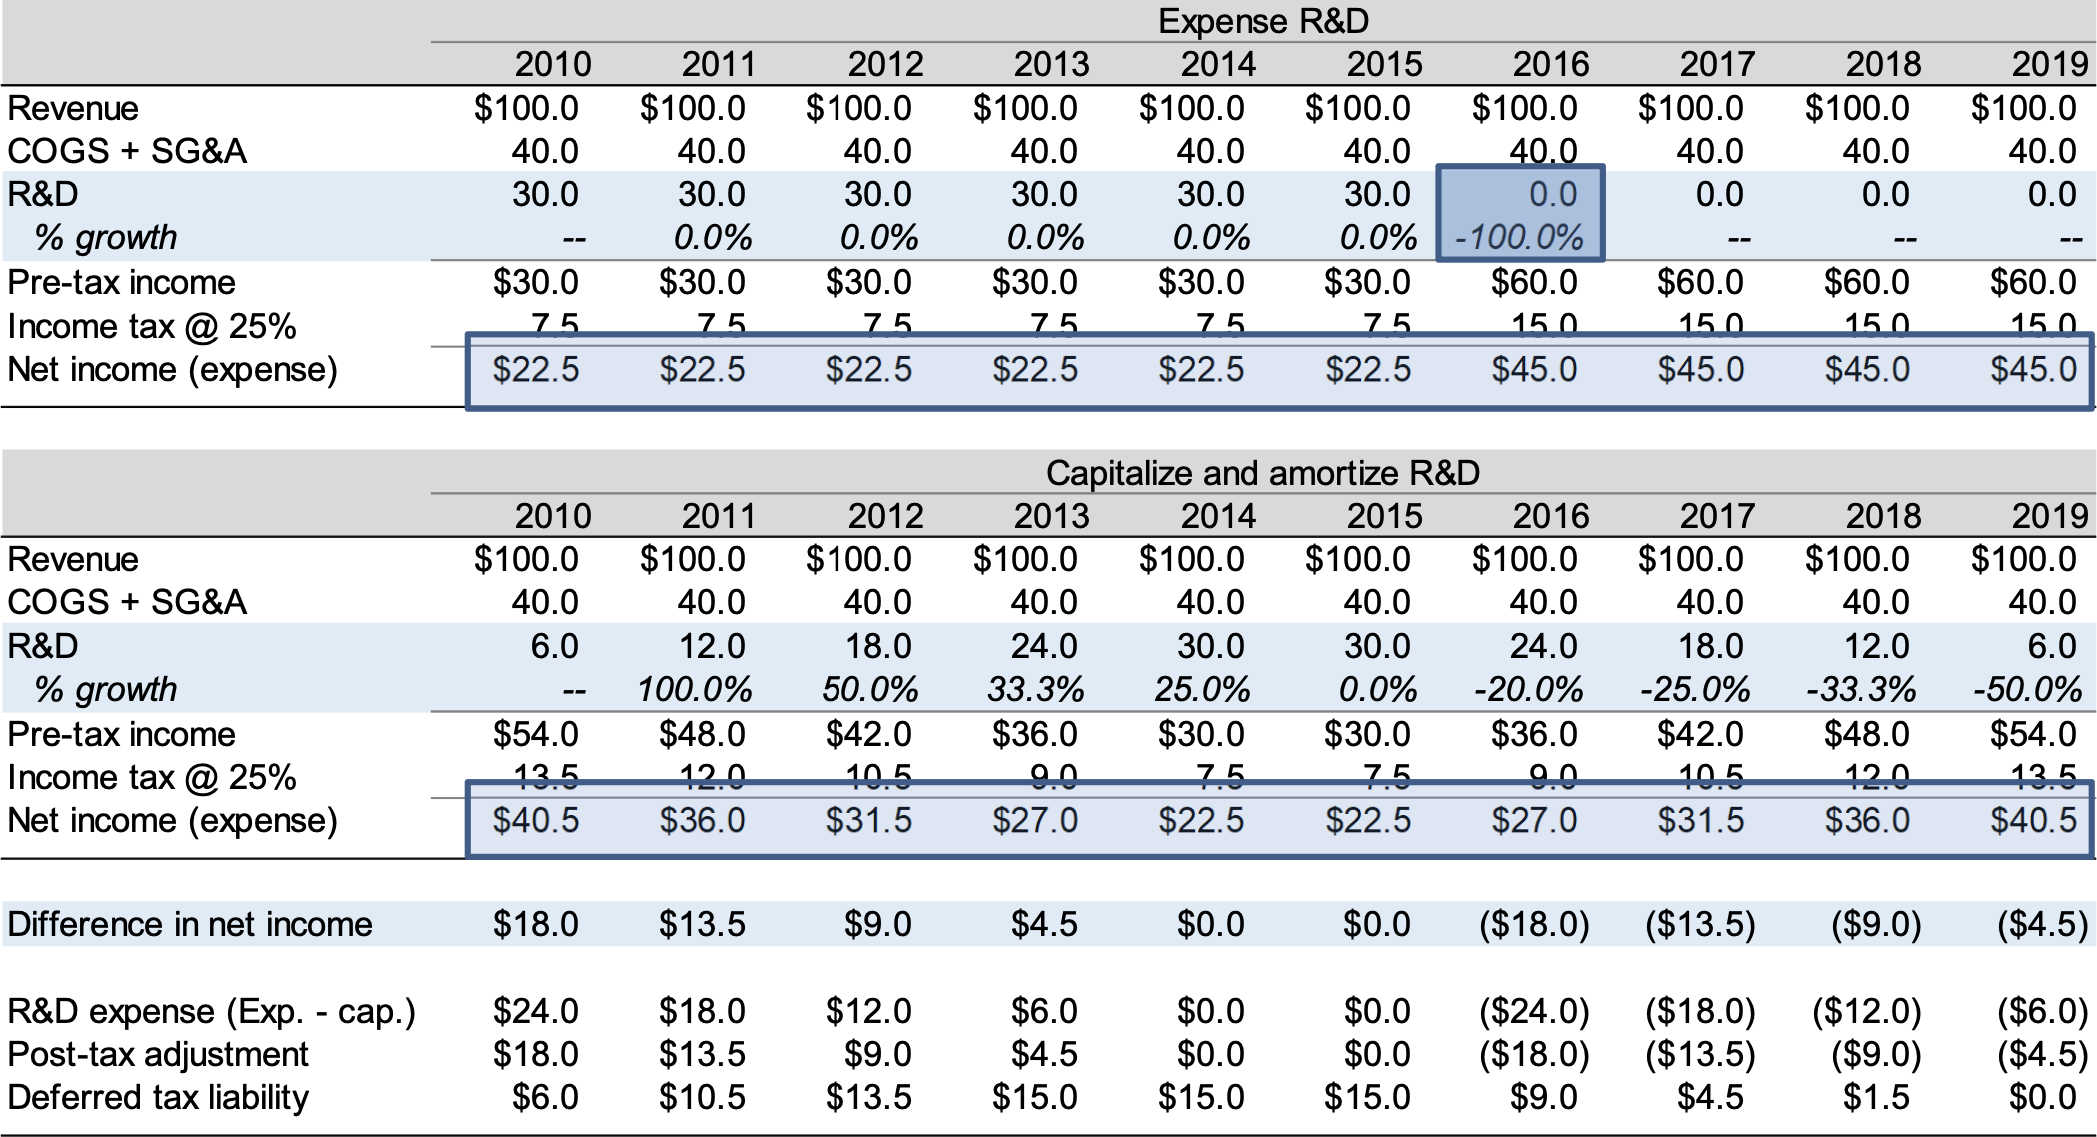 Expense R&D
2010 2011 2012 2013 2014 2015 2016 2017 2018 2019
Revenue $100.0 $100.0 $100.0 $100.0 $100.0 $100.0 $100.0 $100.0 $100.0 $100.0
COGS + SG&A 40.0 40.0 40.0 40.0 40.0 40.0 40.0 40.0 40.0 40.0
R&D 30.0 30.0 30.0 30.0 30.0 30.0 0.0 0.0 0.0 0.0
% growth -- 0.0% 0.0% 0.0% 0.0% 0.0% -100.0% -- -- --
Pre-tax income $30.0 $30.0 $30.0 $30.0 $30.0 $30.0 $60.0 $60.0 $60.0 $60.0
Income tax @ 25% 7.5 7.5 7.5 7.5 7.5 7.5 15.0 15.0 15.0 15.0
Net income (expense) $22.5 $22.5 $22.5 $22.5 $22.5 $22.5 $45.0 $45.0 $45.0 $45.0
Capitalize and amortize R&D
2010 2011 2012 2013 2014 2015 2016 2017 2018 2019
Revenue $100.0 $100.0 $100.0 $100.0 $100.0 $100.0 $100.0 $100.0 $100.0 $100.0
COGS + SG&A 40.0 40.0 40.0 40.0 40.0 40.0 40.0 40.0 40.0 40.0
R&D 6.0 12.0 18.0 24.0 30.0 30.0 24.0 18.0 12.0 6.0
% growth -- 100.0% 50.0% 33.3% 25.0% 0.0% -20.0% -25.0% -33.3% -50.0%
Pre-tax income $54.0 $48.0 $42.0 $36.0 $30.0 $30.0 $36.0 $42.0 $48.0 $54.0
Income tax @ 25% 13.5 12.0 10.5 9.0 7.5 7.5 9.0 10.5 12.0 13.5
Net income (expense) $40.5 $36.0 $31.5 $27.0 $22.5 $22.5 $27.0 $31.5 $36.0 $40.5
Difference in net income $18.0 $13.5 $9.0 $4.5 $0.0 $0.0 ($18.0) ($13.5) ($9.0) ($4.5)
R&D expense (Exp. - cap.) $24.0 $18.0 $12.0 $6.0 $0.0 $0.0 ($24.0) ($18.0) ($12.0) ($6.0)
Post-tax adjustment $18.0 $13.5 $9.0 $4.5 $0.0 $0.0 ($18.0) ($13.5) ($9.0) ($4.5)
Deferred tax liability $6.0 $10.5 $13.5 $15.0 $15.0 $15.0 $9.0 $4.5 $1.5 $0.0